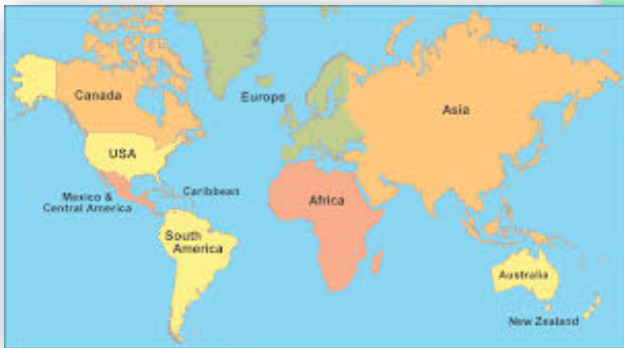 Canada
Europe
Asia
USA
Mexico &
Central America
Caribbean
Africa
South
America
Australia
New Zealand